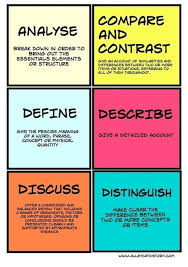 ANALYSE
BREAK DOWN IN ORDER TO
BRING OUT THE
ESSENTIALS ELEMENTS
OR STRUCTURE
COMPARE
AND
CONTRAST
GIVE AN ACCOUNT OF SIMILARITIES AND
DIFFERENCES BETWEEN TWO OR MORE
ITEMS OR SITUATIONS, REFERRING TO
ALL OF THEM THROUGHOUT.
DEFINE
GIVE THE PRECISE MEANING
OF A WORD, PHRASE,
CONCEPT OR PHYSICAL
QUANTITY
DESCRIBE
GIVE A DETAILED ACCOUNT
DISCUSS
OFFER A CONSIDERED AND
BALANCED REVIEW THAT INCLUDES
A RANGE OF ARGUMENTS, FACTORS
OR HYPOTHESES. OPINIONS OR
CONCLUSIONS SHOULD BE
PRESENTED CLEARLY AND
SUPPORTED BY APPROPRIATE
EVIDENCE
DISTINGUISH
MAKE CLEAR THE
DIFFERENCE BETWEEN
TWO OR MORE CONCEPTS
OR ITEMS